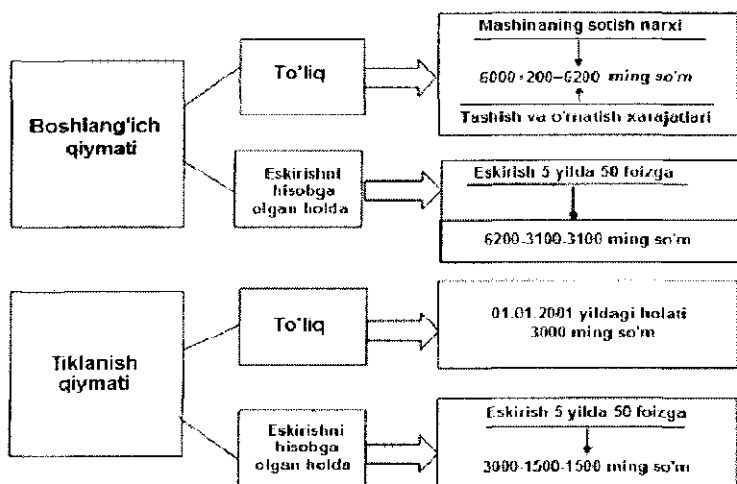 Boshlang'ich
qiymati
To'liq
Mashinaning sotish narxi
6000+200–6200 ming so'm
Tashish va o'rnatish xarajatlari
Eskirishni
hisobga
olgan holda
Eskirish 5 yilda 50 foizga
6200-3100-3100 ming so'm
Tiklanish
qiymati
To'liq
01.01.2001 yildagi holati
3000 ming so'm
Eskirishni
hisobga
olgan holda
Eskirish 5 yilda 50 foizga
3000-1500-1500 ming so'm